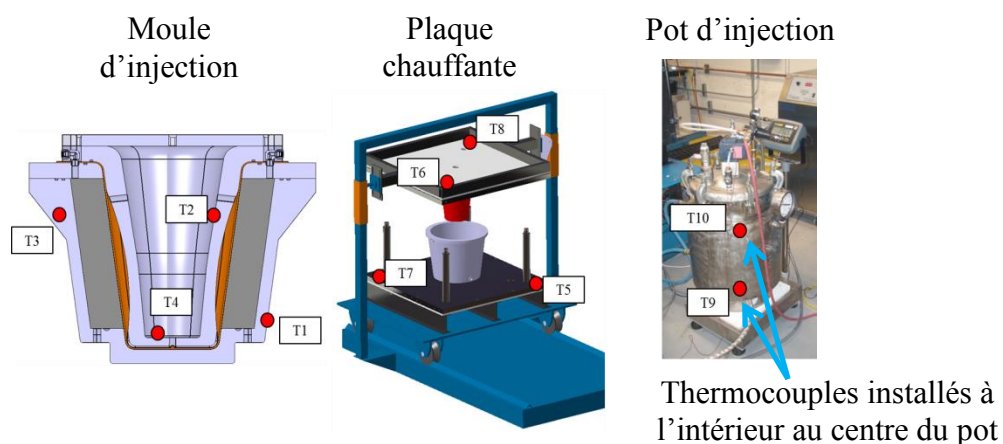 Moule
d’injection
Plaque
chauffante
Pot d’injection
T8
T6
T2
T3
T10
T7
T5
T4
T9
T1
Thermocouples installés à
l’intérieur au centre du pot